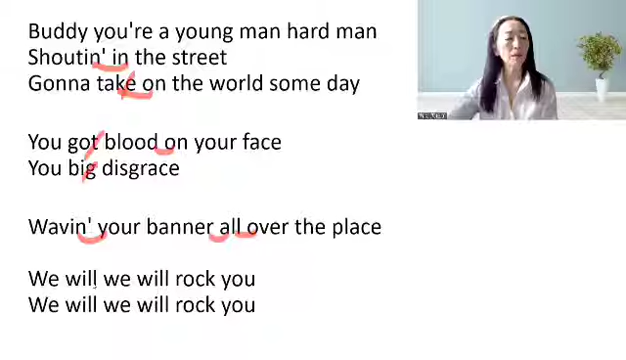 Buddy you're a young man hard man
Shoutin' in the street
Gonna take on the world some day
You got blood on your face
You big disgrace
Wavin' your banner all over the place
We will we will rock you
We will we will rock you